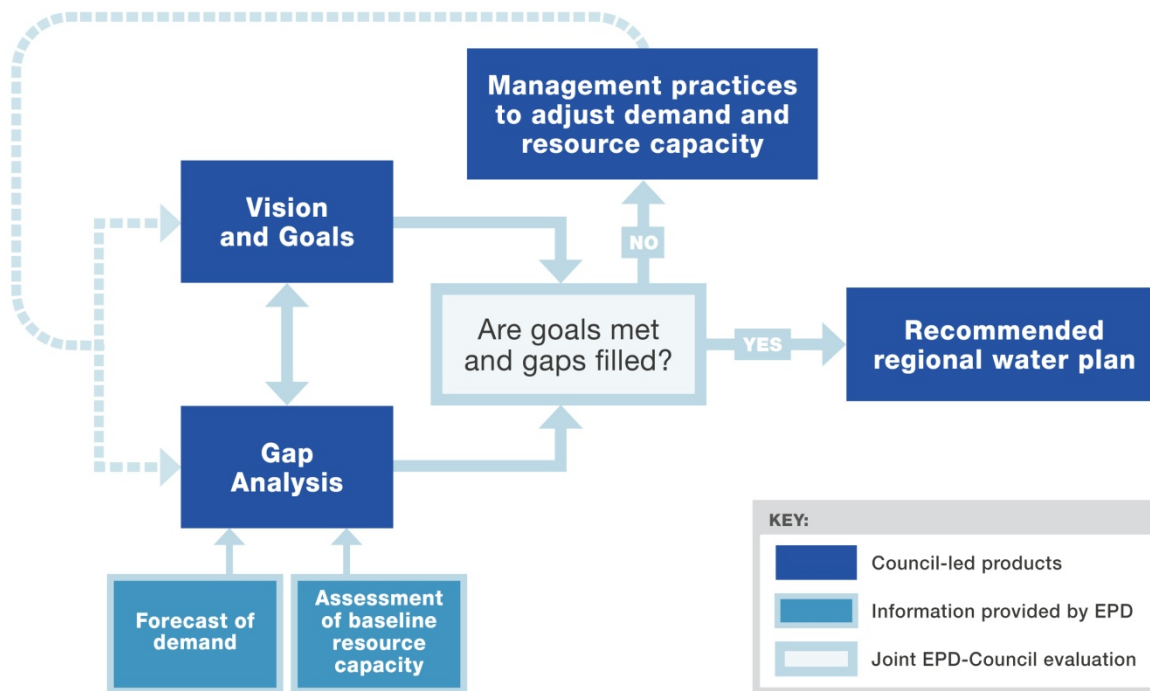 Management practices
to adjust demand and
resource capacity
Vision
and Goals
NO
Are goals met
and gaps filled?
YES
Recommended
regional water plan
Gap
Analysis
Forecast of
demand
Assessment
of baseline
resource
capacity
KEY:
Council-led products
Information provided by EPD
Joint EPD-Council evaluation